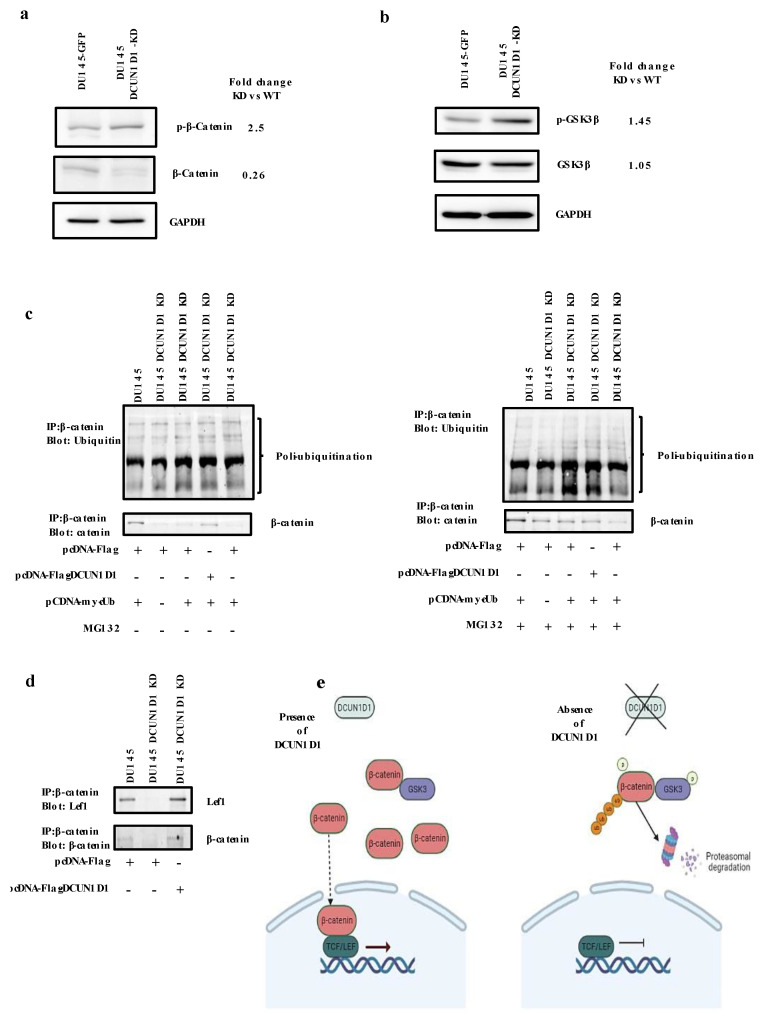 a
DU145-GFP
DU145
DCUN1D1-KD
Fold change
KD vs WT
p-β-Catenin 2.5
β-Catenin 0.26
GAPDH
b
DU145-GFP
DU145
DCUN1D1-KD
Fold change
KD vs WT
p-GSK3β 1.45
GSK3β 1.05
GAPDH
c
DU145
DU145 DCUN1D1 KD
DU145 DCUN1D1 KD
DU145 DCUN1D1 KD
DU145 DCUN1D1 KD
IP:β-catenin
Blot: Ubiquitin
Poli-ubiquitination
IP:β-catenin
Blot: catenin
β-catenin
pcDNA-Flag + + + - +
pcDNA-FlagDCUN1D1 - - - + -
pCDNA-mycUb + - + + +
MG132 - - - - -
DU145
DU145 DCUN1D1 KD
DU145 DCUN1D1 KD
DU145 DCUN1D1 KD
DU145 DCUN1D1 KD
IP:β-catenin
Blot: Ubiquitin
Poli-ubiquitination
IP:β-catenin
Blot: catenin
β-catenin
pcDNA-Flag + + + - +
pcDNA-FlagDCUN1D1 - - - + -
pCDNA-mycUb + - + + +
MG132 + + + + +
d
DU145
DU145 DCUN1D1 KD
DU145 DCUN1D1 KD
IP:β-catenin
Blot: Lef1
Lef1
IP:β-catenin
Blot: β-catenin
β-catenin
pcDNA-Flag + + -
pcDNA-FlagDCUN1D1 - - +
e
Presence
of
DCUN1D1
DCUN1D1
β-catenin
GSK3
β-catenin
β-catenin
β-catenin
β-catenin
TCF/LEF
Absence
of
DCUN1D1
DCUN1D1
P
β-catenin
GSK3
P
Ub
Ub
Ub
Ub
Proteasomal
degradation
TCF/LEF